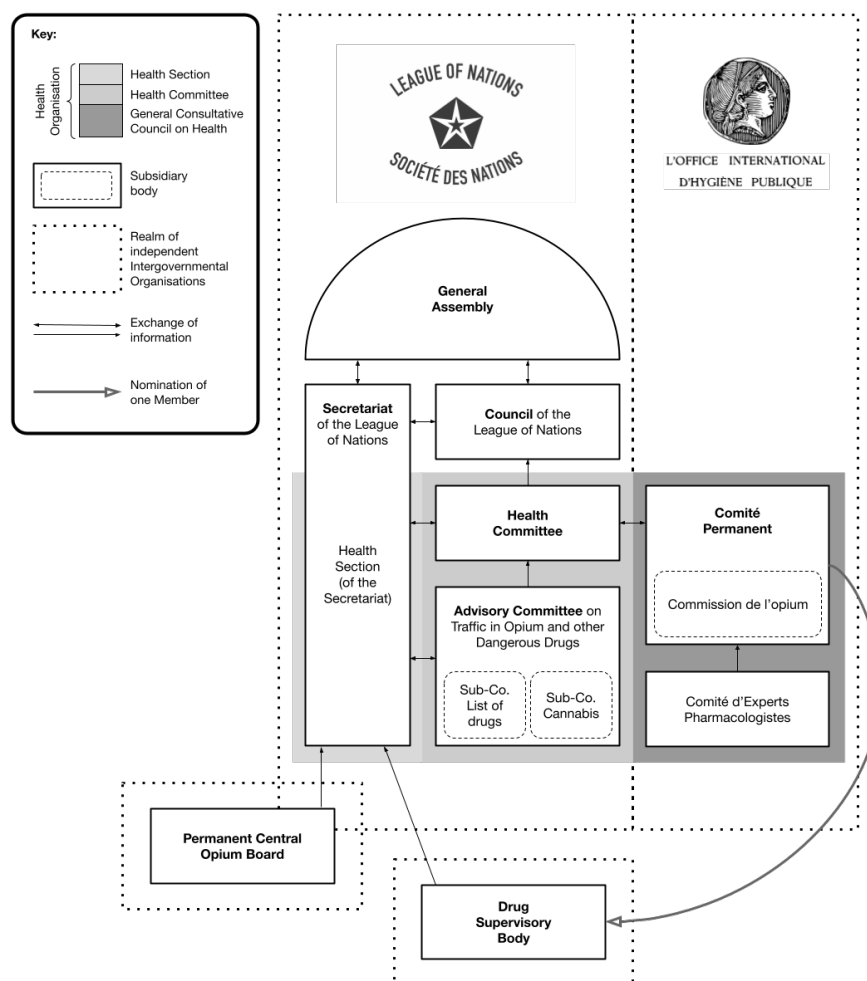 Key:
Health
Organisation
Health Section
Health Committee
General Consultative
Council on Health
Subsidiary
body
Realm of
independent
Intergovernmental
Organisations
Exchange of
information
Nomination of
one Member
LEAGUE OF NATIONS
SOCIÉTÉ DES NATIONS
L'OFFICE INTERNATIONAL
D'HYGIÈNE PUBLIQUE
General
Assembly
Secretariat
of the League
of Nations
Council of the
League of Nations
Health
Section
(of the
Secretariat)
Health
Committee
Comité
Permanent
Commission de l'opium
Advisory Committee on
Traffic in Opium and other
Dangerous Drugs
Sub-Co.
List of
drugs
Sub-Co.
Cannabis
Comité d'Experts
Pharmacologistes
Permanent Central
Opium Board
Drug
Supervisory
Body